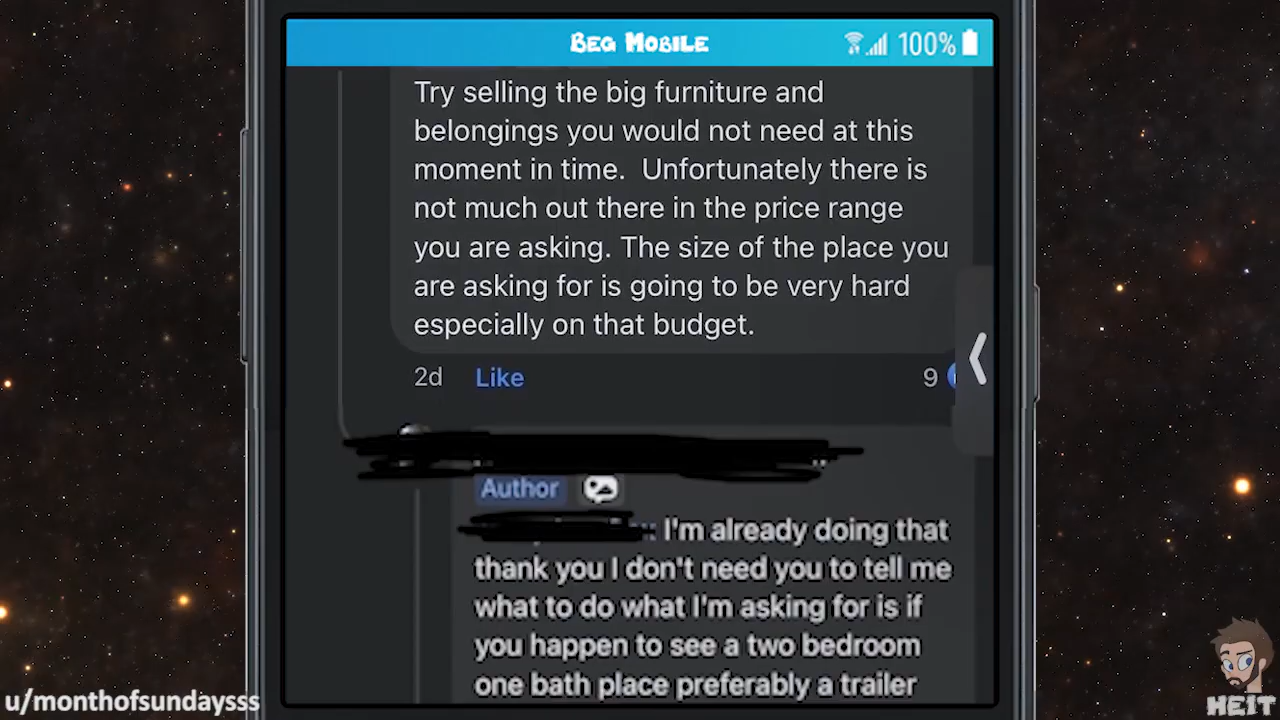 BEG MOBILE
100%
Try selling the big furniture and
belongings you would not need at this
moment in time.  Unfortunately there is
not much out there in the price range
you are asking. The size of the place you
are asking for is going to be very hard
especially on that budget.
2d Like 9
Author
I'm already doing that
thank you I don't need you to tell me
what to do what I'm asking for is if
you happen to see a two bedroom
one bath place preferably a trailer
u/monthofsundaysss
HEIT